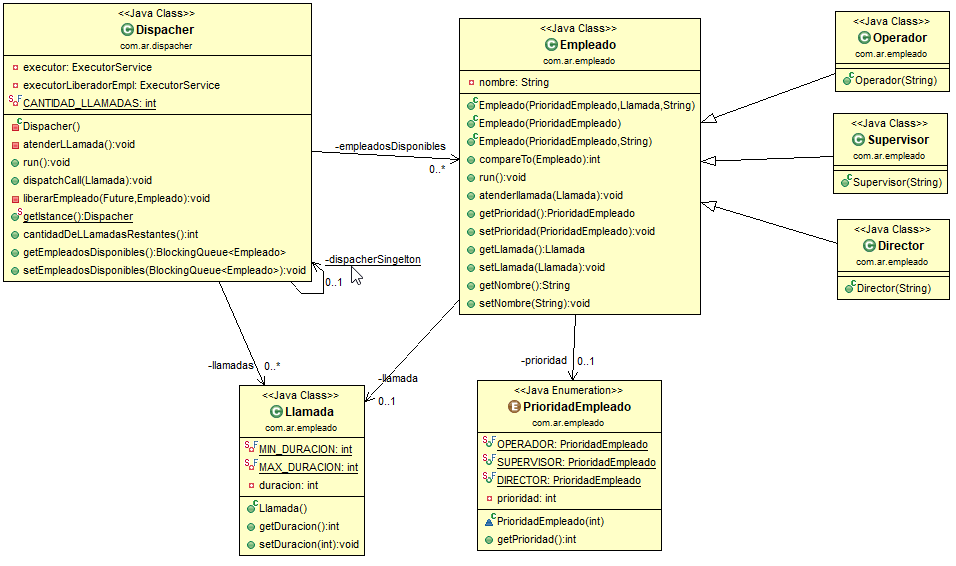 <<Java Class>>
Dispacher
com.ar.dispacher
executor: ExecutorService
executorLiberadorEmpl: ExecutorService
CANTIDAD_LLAMADAS: int
Dispacher()
atenderLLamada():void
run():void
dispatchCall(Llamada):void
liberarEmpleado(Future,Empleado):void
getIstance():Dispacher
cantidadDeLLamadasRestantes():int
getEmpleadosDisponibles():BlockingQueue<Empleado>
setEmpleadosDisponibles(BlockingQueue<Empleado>):void
-dispacherSingelton
0..1
-empleadosDisponibles
0..*
<<Java Class>>
Empleado
com.ar.empleado
nombre: String
Empleado(PrioridadEmpleado,Llamada,String)
Empleado(PrioridadEmpleado)
Empleado(PrioridadEmpleado,String)
compareTo(Empleado):int
run():void
atenderllamada(Llamada):void
getPrioridad():PrioridadEmpleado
setPrioridad(PrioridadEmpleado):void
getLlamada():Llamada
setLlamada(Llamada):void
getNombre():String
setNombre(String):void
<<Java Class>>
Operador
com.ar.empleado
Operador(String)
<<Java Class>>
Supervisor
com.ar.empleado
Supervisor(String)
<<Java Class>>
Director
com.ar.empleado
Director(String)
-llamadas
0..*
-llamada
0..1
-prioridad
0..1
<<Java Class>>
Llamada
com.ar.empleado
MIN_DURACION: int
MAX_DURACION: int
duracion: int
Llamada()
getDuracion():int
setDuracion(int):void
<<Java Enumeration>>
PrioridadEmpleado
com.ar.empleado
OPERADOR: PrioridadEmpleado
SUPERVISOR: PrioridadEmpleado
DIRECTOR: PrioridadEmpleado
prioridad: int
PrioridadEmpleado(int)
getPrioridad():int